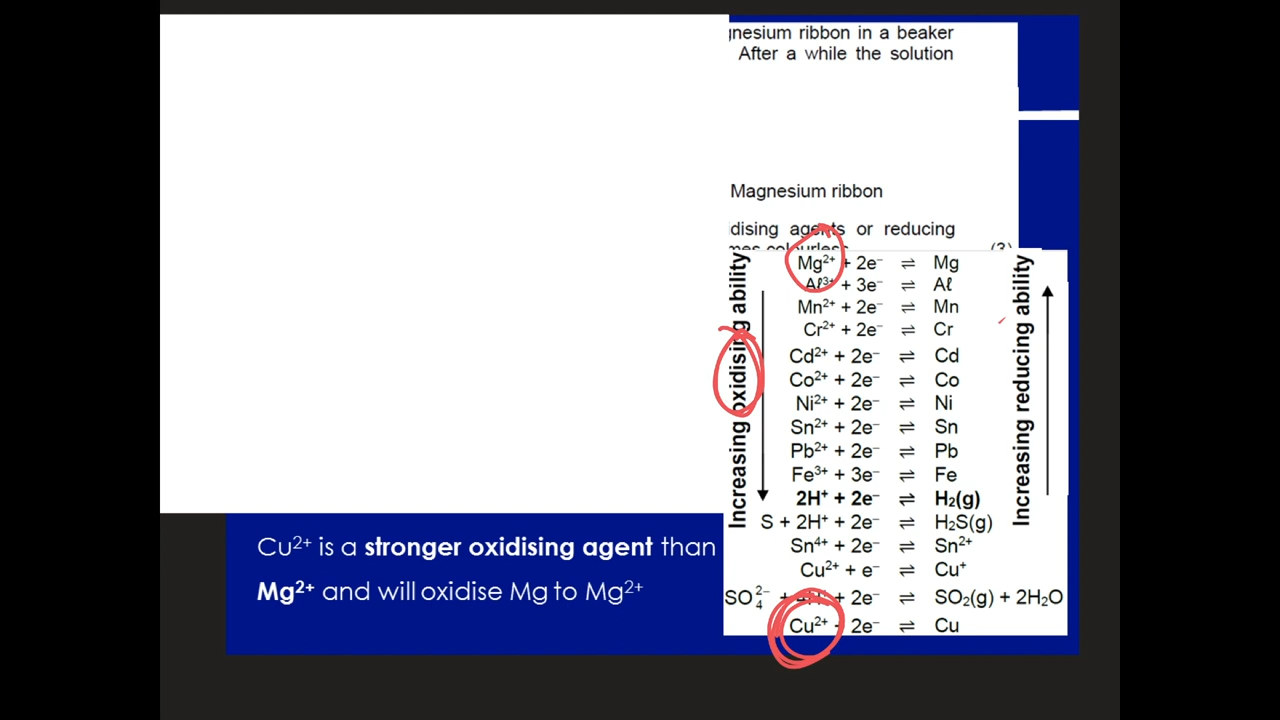 gnesium ribbon in a beaker
After a while the solution
Magnesium ribbon
dising agents or reducing
mes colourless (3)
Increasing oxidising ability
Increasing reducing ability
Mg²⁺ + 2e⁻ ⇌ Mg
Aℓ³⁺ + 3e⁻ ⇌ Aℓ
Mn²⁺ + 2e⁻ ⇌ Mn
Cr²⁺ + 2e⁻ ⇌ Cr
Cd²⁺ + 2e⁻ ⇌ Cd
Co²⁺ + 2e⁻ ⇌ Co
Ni²⁺ + 2e⁻ ⇌ Ni
Sn²⁺ + 2e⁻ ⇌ Sn
Pb²⁺ + 2e⁻ ⇌ Pb
Fe³⁺ + 3e⁻ ⇌ Fe
2H⁺ + 2e⁻ ⇌ H₂(g)
S + 2H⁺ + 2e⁻ ⇌ H₂S(g)
Sn⁴⁺ + 2e⁻ ⇌ Sn²⁺
Cu²⁺ + e⁻ ⇌ Cu⁺
SO₄²⁻ + 4H⁺ + 2e⁻ ⇌ SO₂(g) + 2H₂O
Cu²⁺ + 2e⁻ ⇌ Cu
Cu²⁺ is a stronger oxidising agent than
Mg²⁺ and will oxidise Mg to Mg²⁺